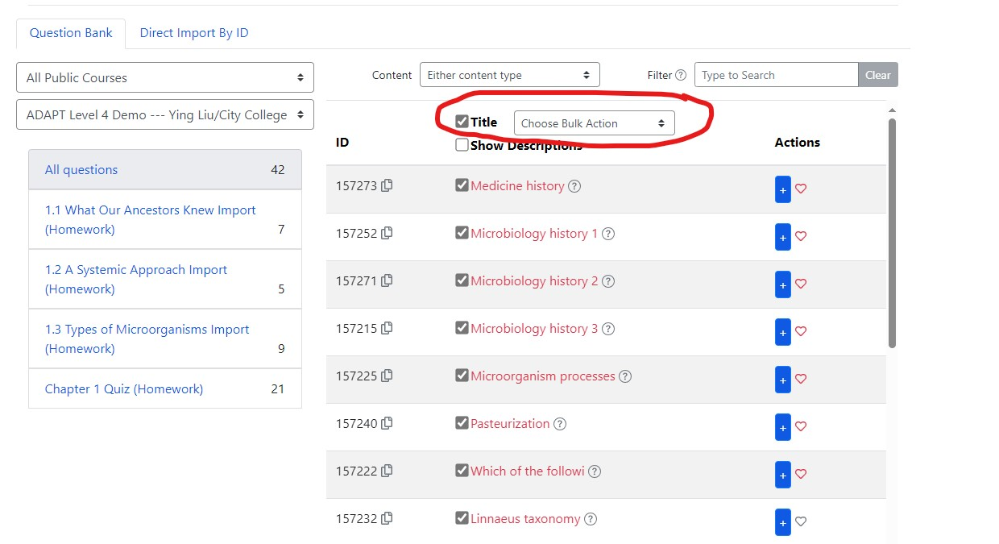 Question Bank
Direct Import By ID
All Public Courses
Content
Either content type
Filter
Type to Search
Clear
ADAPT Level 4 Demo --- Ying Liu/City College
ID
Title
Choose Bulk Action
Show Descriptions
Actions
All questions 42
1.1 What Our Ancestors Knew Import
(Homework) 7
1.2 A Systemic Approach Import
(Homework) 5
1.3 Types of Microorganisms Import
(Homework) 9
Chapter 1 Quiz (Homework) 21
157273 Medicine history ? +
157252 Microbiology history 1 ? +
157271 Microbiology history 2 ? +
157215 Microbiology history 3 ? +
157225 Microorganism processes ? +
157240 Pasteurization ? +
157222 Which of the followi ? +
157232 Linnaeus taxonomy ? +